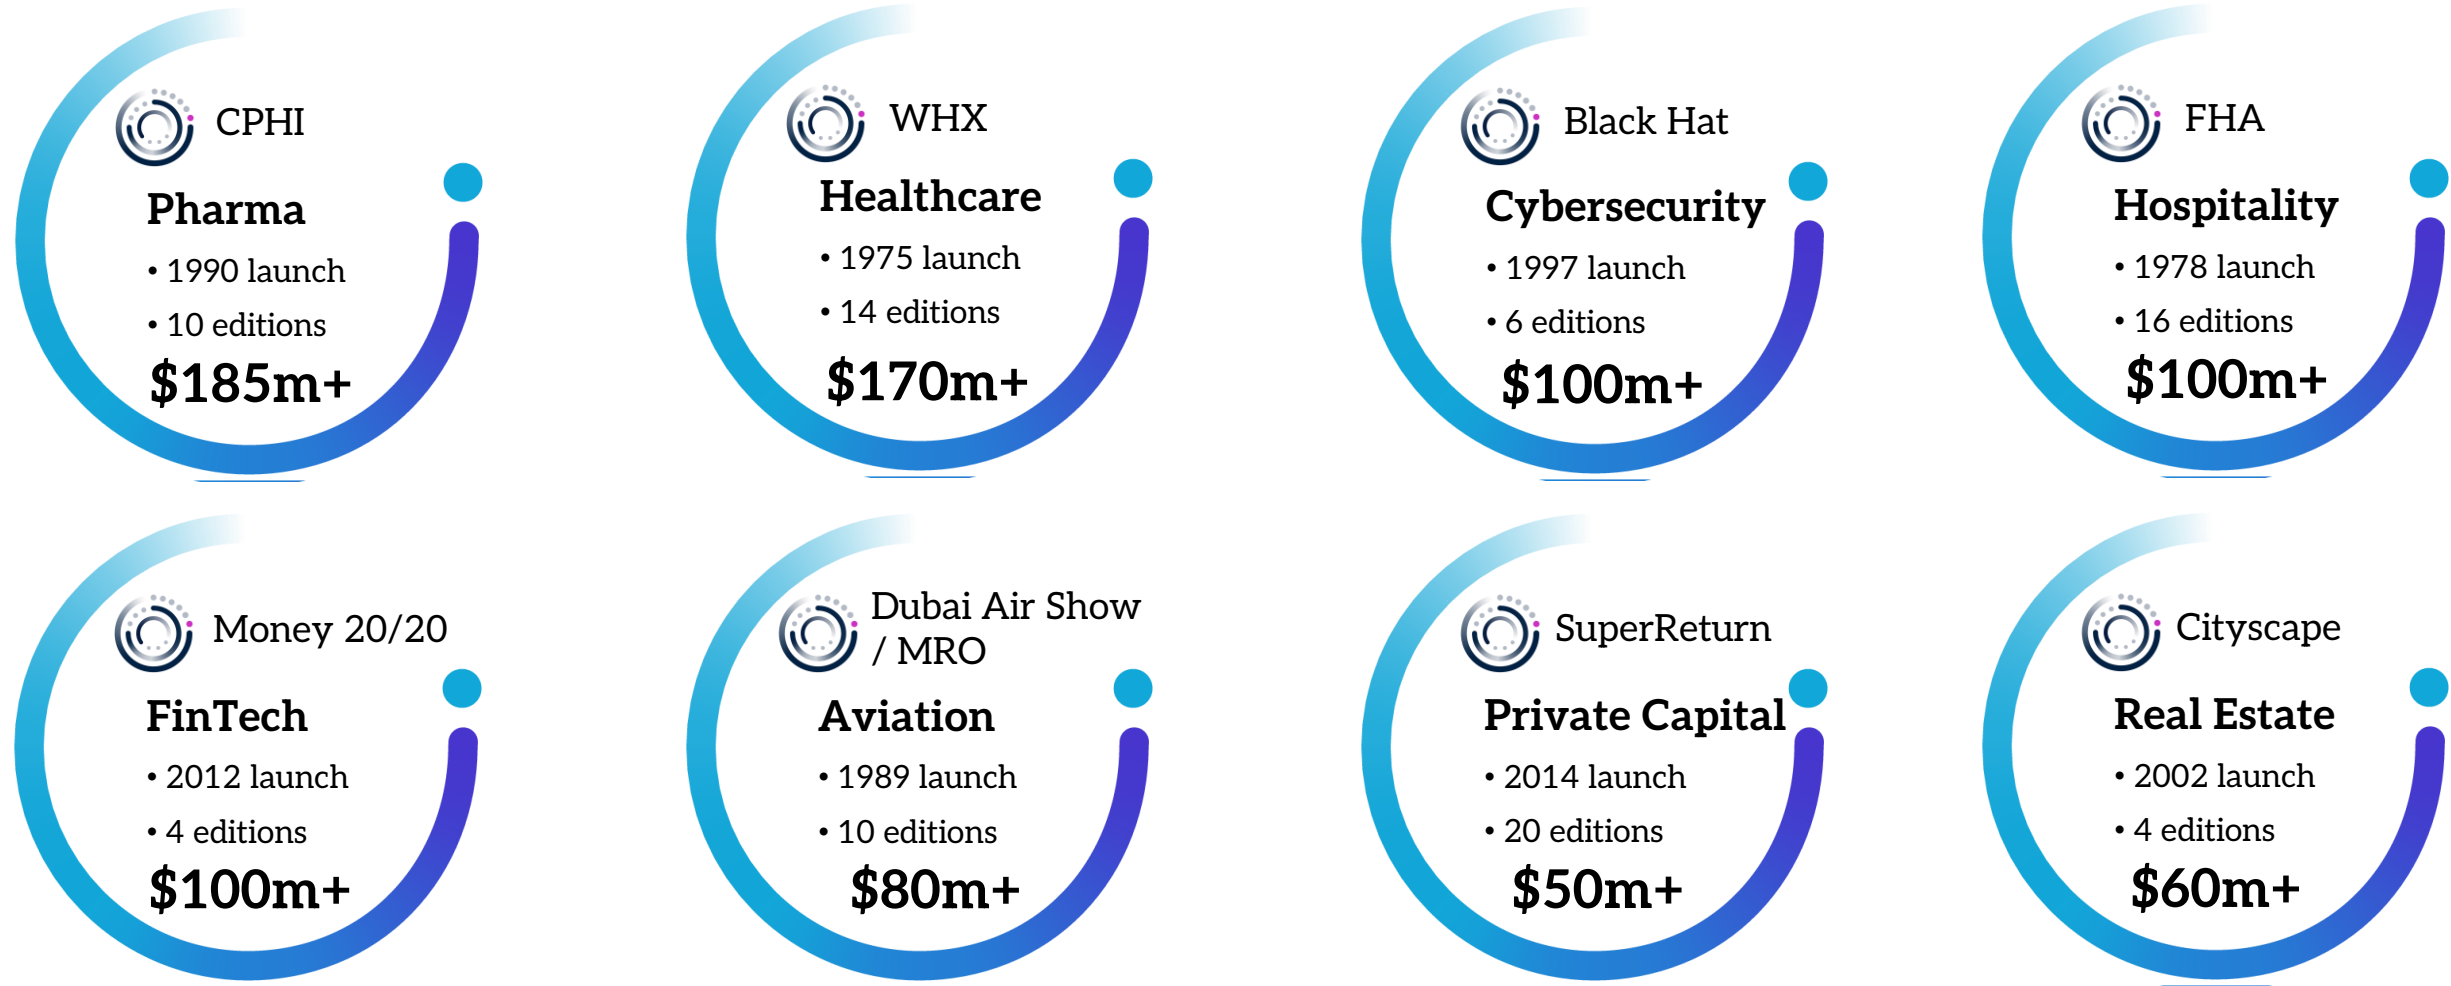 CPHI
Pharma
• 1990 launch
• 10 editions
$185m+
WHX
Healthcare
• 1975 launch
• 14 editions
$170m+
Black Hat
Cybersecurity
• 1997 launch
• 6 editions
$100m+
FHA
Hospitality
• 1978 launch
• 16 editions
$100m+
Money 20/20
FinTech
• 2012 launch
• 4 editions
$100m+
Dubai Air Show
/ MRO
Aviation
• 1989 launch
• 10 editions
$80m+
SuperReturn
Private Capital
• 2014 launch
• 20 editions
$50m+
Cityscape
Real Estate
• 2002 launch
• 4 editions
$60m+